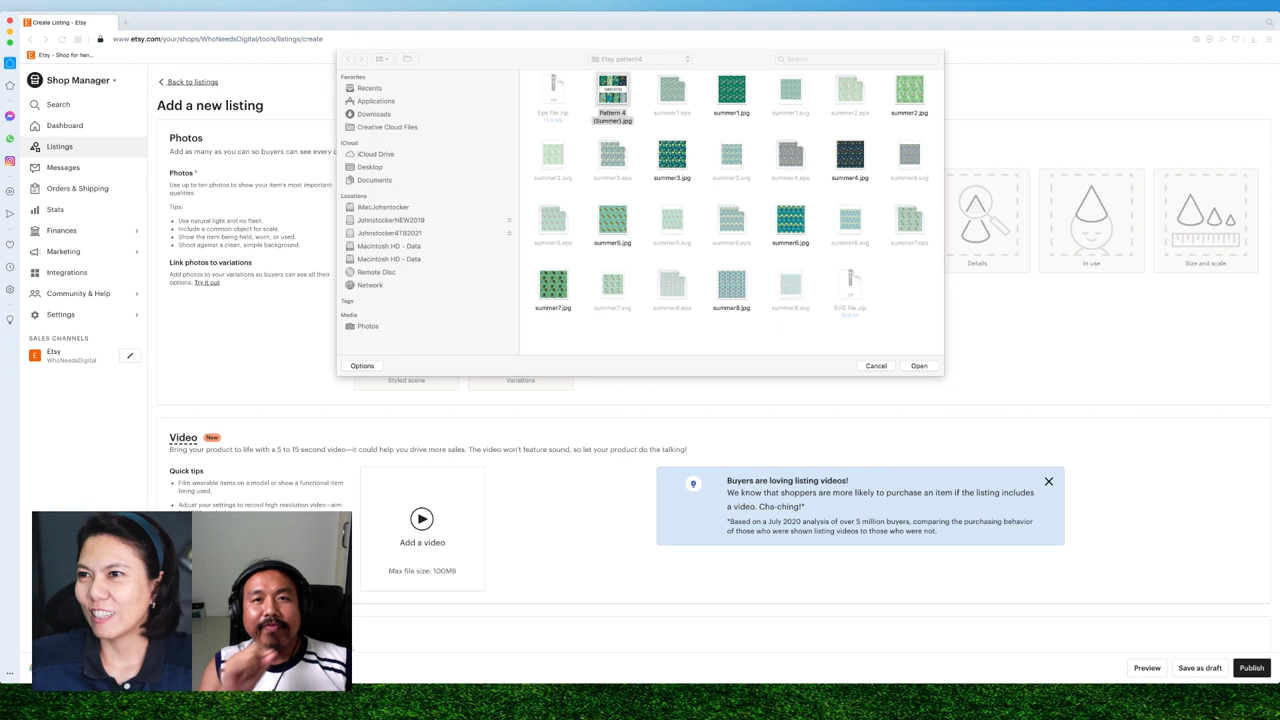 Create Listing - Etsy
www.etsy.com/your/shops/WhoNeedsDigital/tools/listings/create
Etsy - Shop for han...
Shop Manager
Search
Dashboard
Listings
Messages
Orders & Shipping
Stats
Finances
Marketing
Integrations
Community & Help
Settings
SALES CHANNELS
Etsy
WhoNeedsDigital
Back to listings
Add a new listing
Photos
Add as many as you can so buyers can see every
Photos *
Use up to ten photos to show your item's most important
qualities.
Tips:
Use natural light and no flash.
Include a common object for scale.
Show the item being held, worn, or used.
Shoot against a clean, simple background.
Link photos to variations
Add photos to your variations so buyers can see all their
options. Try it out
Etsy pattern4
Search
Favorites
Recents
Applications
Downloads
Creative Cloud Files
iCloud
iCloud Drive
Desktop
Documents
Locations
iMacJohnstocker
JohnstockerNEW2019
Johnstocker4TB2021
Macintosh HD - Data
Macintosh HD - Data
Remote Disc
Network
Tags
Media
Photos
Eps file.zip
Pattern 4
(Summer).jpg
summer1.eps
summer1.jpg
summer1.svg
summer2.eps
summer2.jpg
summer2.svg
summer3.eps
summer3.jpg
summer3.svg
summer4.eps
summer4.jpg
summer4.svg
summer5.eps
summer5.jpg
summer5.svg
summer6.eps
summer6.jpg
summer6.svg
summer7.eps
summer7.jpg
summer7.svg
summer8.eps
summer8.jpg
summer8.svg
SVG file.zip
Options
Cancel
Open
Details
In use
Size and scale
Styled scene
Variations
Video
New
Bring your product to life with a 5 to 15 second video—it could help you drive more sales. The video won't feature sound, so let your product do the talking!
Quick tips
Film wearable items on a model or show a functional item
being used.
Adjust your settings to record high resolution video—aim
Add a video
Max file size: 100MB
Buyers are loving listing videos!
We know that shoppers are more likely to purchase an item if the listing includes
a video. Cha-ching!*
*Based on a July 2020 analysis of over 5 million buyers, comparing the purchasing behavior
of those who were shown listing videos to those who were not.
Preview
Save as draft
Publish